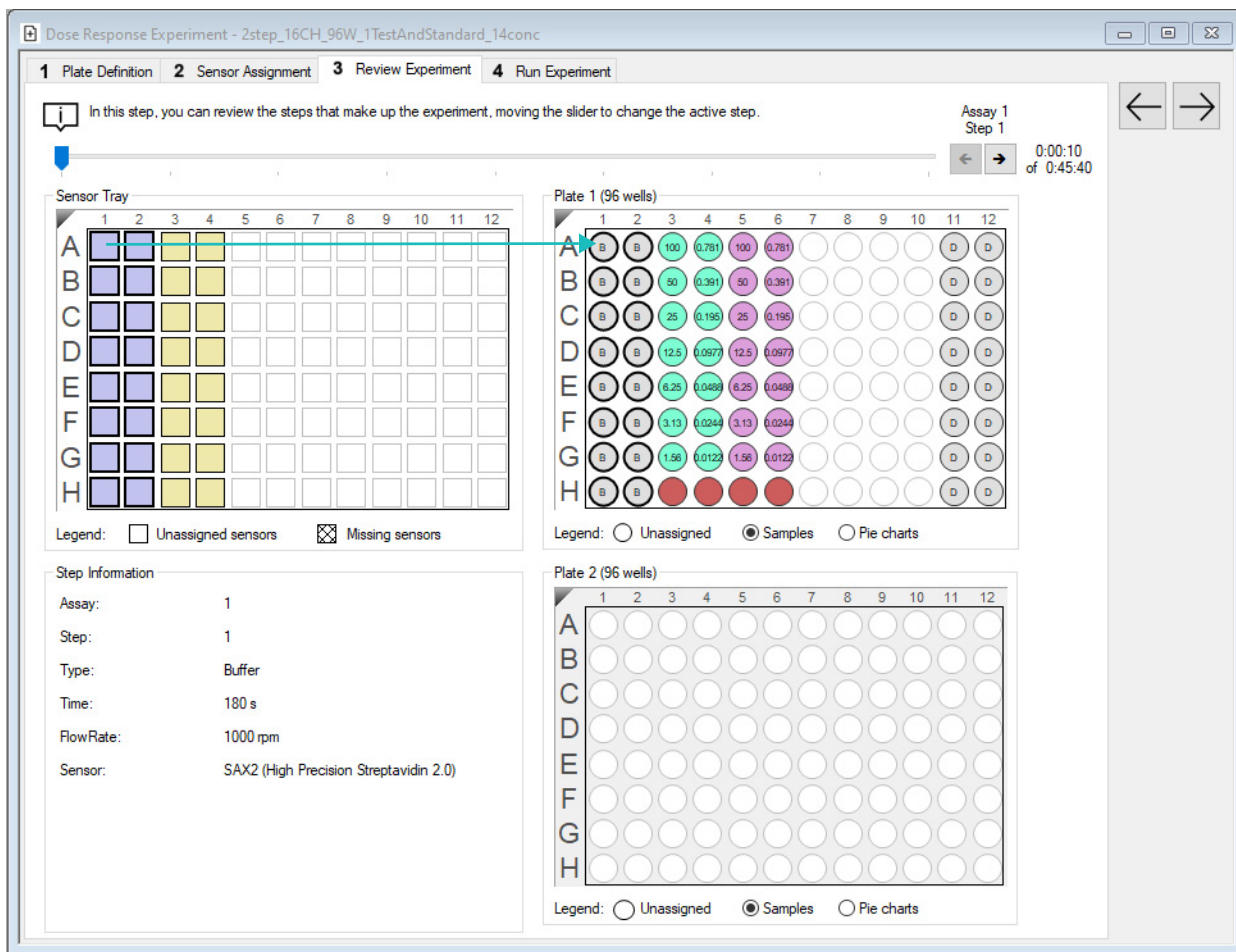 Dose Response Experiment - 2step_16CH_96W_1TestAndStandard_14conc
1 Plate Definition 2 Sensor Assignment 3 Review Experiment 4 Run Experiment
i In this step, you can review the steps that make up the experiment, moving the slider to change the active step.
Assay 1
Step 1
0:00:10
of 0:45:40
Sensor Tray
1 2 3 4 5 6 7 8 9 10 11 12
A
B
C
D
E
F
G
H
Legend: Unassigned sensors Missing sensors
Plate 1 (96 wells)
1 2 3 4 5 6 7 8 9 10 11 12
A B B 100 0.781 100 0.781 D D
B B B 50 0.391 50 0.391 D D
C B B 25 0.195 25 0.195 D D
D B B 12.5 0.0977 12.5 0.0977 D D
E B B 6.25 0.0488 6.25 0.0488 D D
F B B 3.13 0.0244 3.13 0.0244 D D
G B B 1.56 0.0122 1.56 0.0122 D D
H B B D D
Legend: Unassigned Samples Pie charts
Step Information
Assay: 1
Step: 1
Type: Buffer
Time: 180 s
FlowRate: 1000 rpm
Sensor: SAX2 (High Precision Streptavidin 2.0)
Plate 2 (96 wells)
1 2 3 4 5 6 7 8 9 10 11 12
A
B
C
D
E
F
G
H
Legend: Unassigned Samples Pie charts